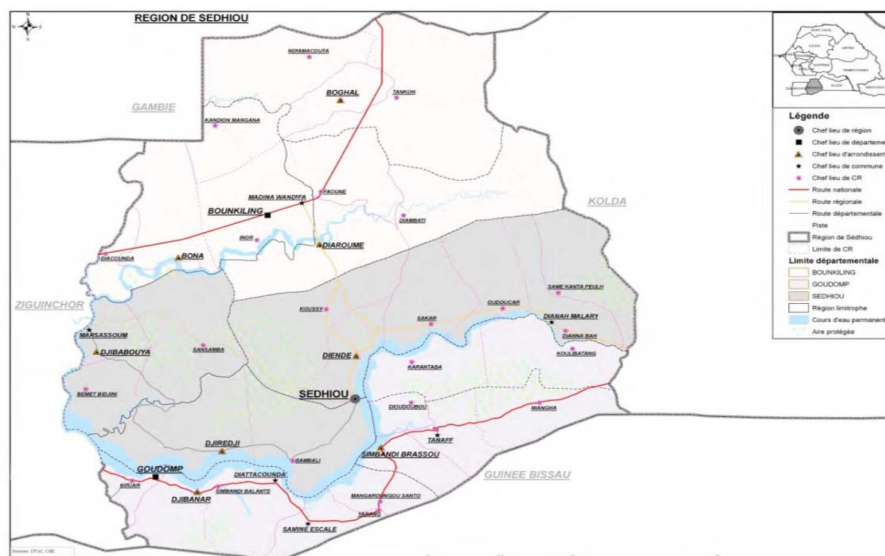 REGION DE SEDHIOU
GAMBIE
NDIAMACOUTA
BOGHAL
TANKON
KANDION MANGANA
MADINA WANDIFA
FAOUNE
BOUNKILING
DIAMBATI
KOLDA
INOR
DIAROUME
DIACOUNDA
BONA
ZIGUINCHOR
SAME KANTA PEULH
KOUSSY
OUDOUCAR
SAKAR
DIANAH MALARY
MARSASSOUM
DIANNA BAH
DJIBABOUYA
SANSAMBA
DIENDE
KOULIBATANG
KARANTABA
BEMET BIDJINI
SEDHIOU
DIOUDOUBOU
MANGHA
TANAFF
DJIREDJI
SIMBANDI BRASSOU
GAMBALI
GUINEE BISSAU
GOUDOMP
DIATTACOUNDA
KOUAR
SIMBANDI BALANTE
DJIBANAR
MANGAROUNGOU SANTO
YARANG
SAMINE ESCALE
Légende
Chef lieu de région
Chef lieu de départeme
Chef lieu d'arrondissem
Chef lieu de commune
Chef lieu de CR
Route nationale
Route régionale
Route départementale
Piste
Région de Sédhiou
Limite de CR
Limite départementale
BOUNKILING
GOUDOMP
SEDHIOU
Région limitrophe
Cours d'eau permanent
Aire protégée